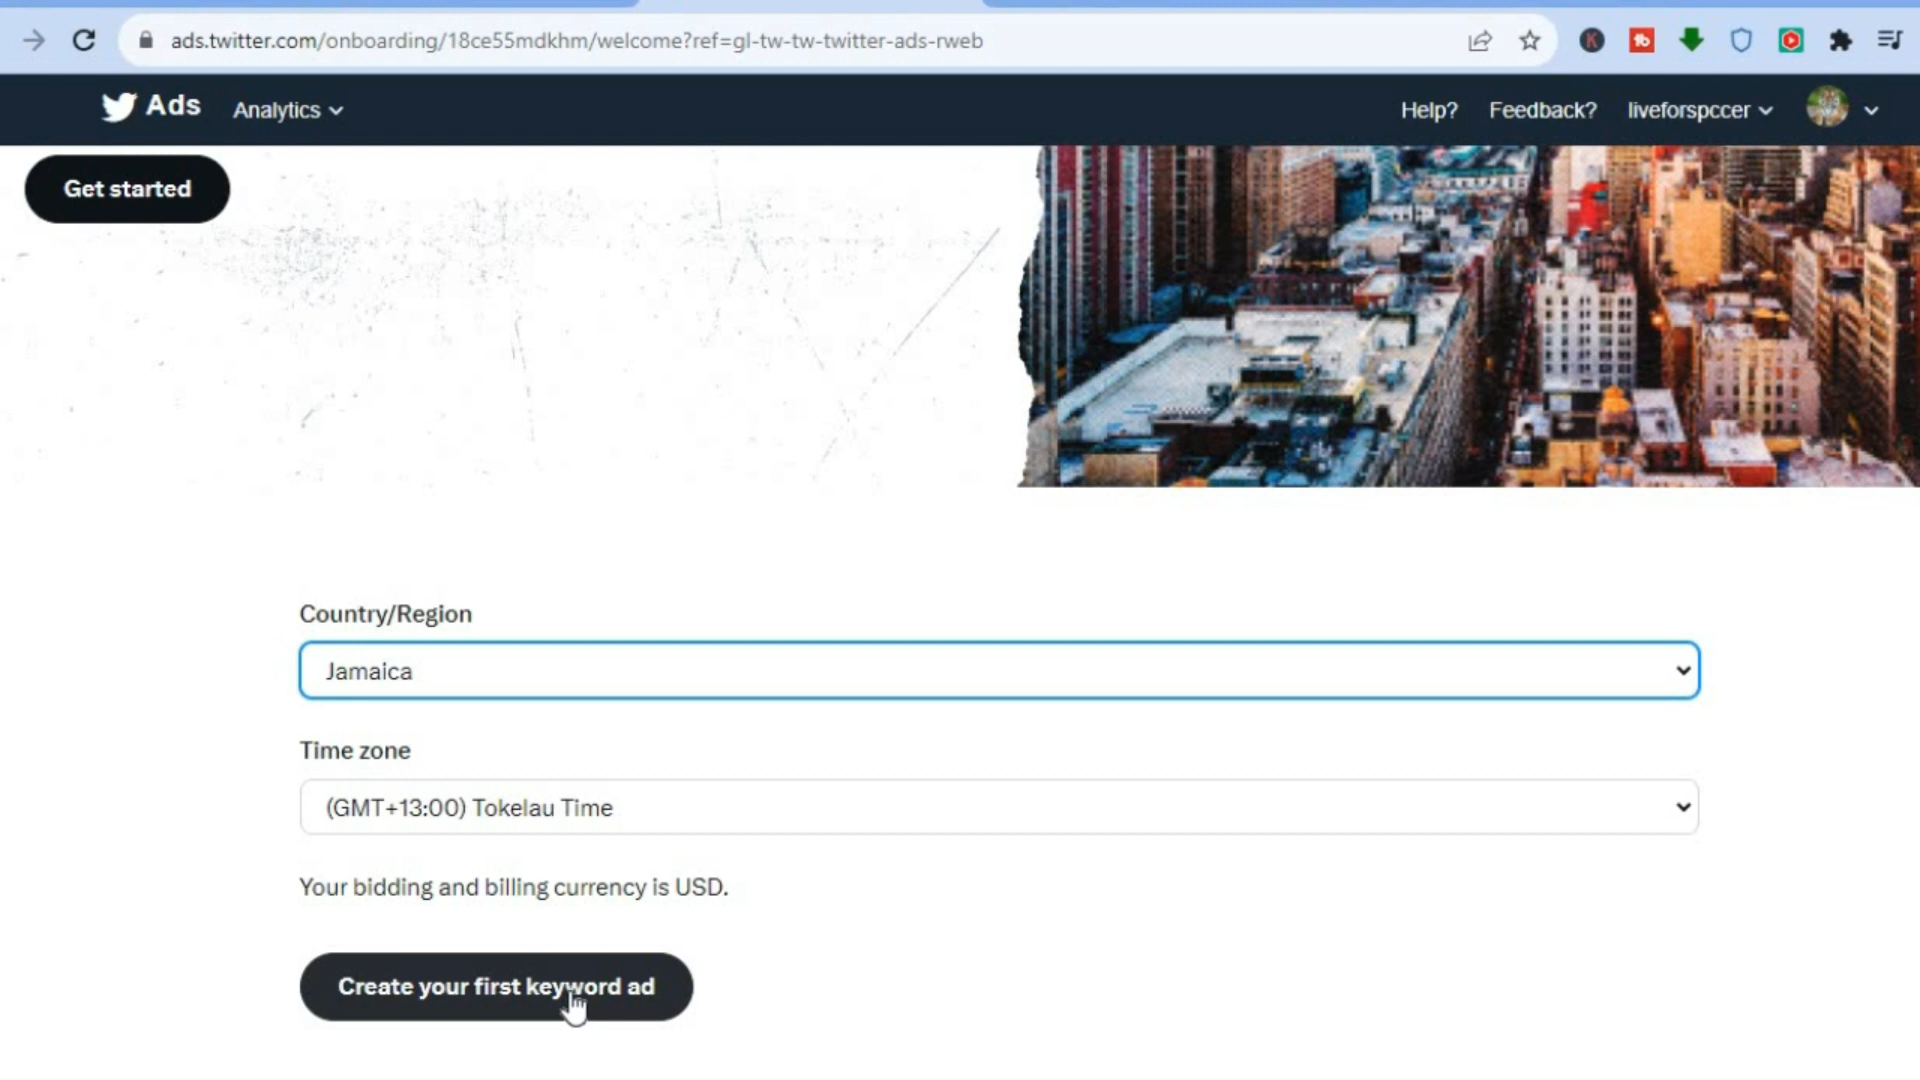 ads.twitter.com/onboarding/18ce55mdkhm/welcome?ref=gl-tw-tw-twitter-ads-rweb
Ads Analytics Help? Feedback? liveforspccer
Get started
Country/Region
Jamaica
Time zone
(GMT+13:00) Tokelau Time
Your bidding and billing currency is USD.
Create your first keyword ad